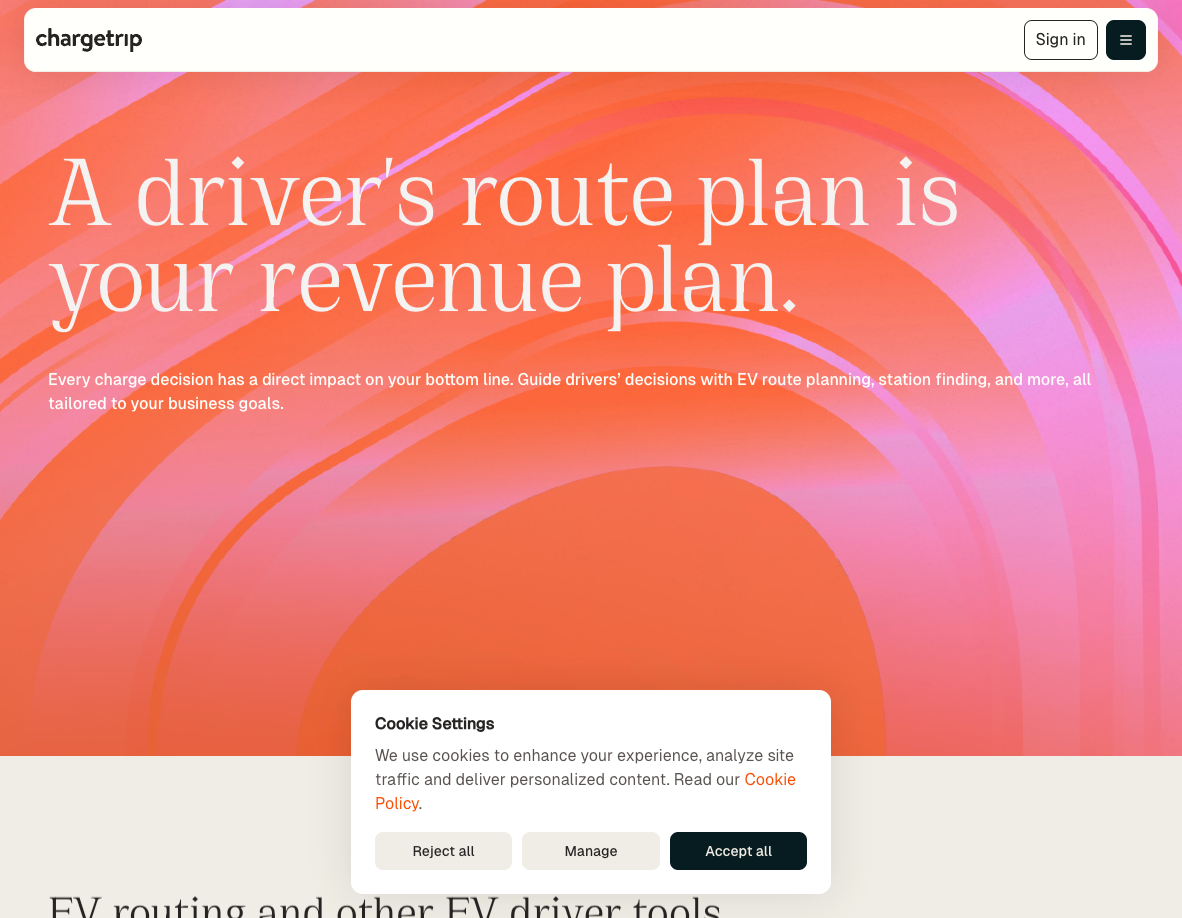 chargetrip
Sign in
A driver's route plan is
your revenue plan.
Every charge decision has a direct impact on your bottom line. Guide drivers’ decisions with EV route planning, station finding, and more, all
tailored to your business goals.
Cookie Settings
We use cookies to enhance your experience, analyze site
traffic and deliver personalized content. Read our Cookie
Policy.
Reject all
Manage
Accept all
EV routing and other EV driver tools